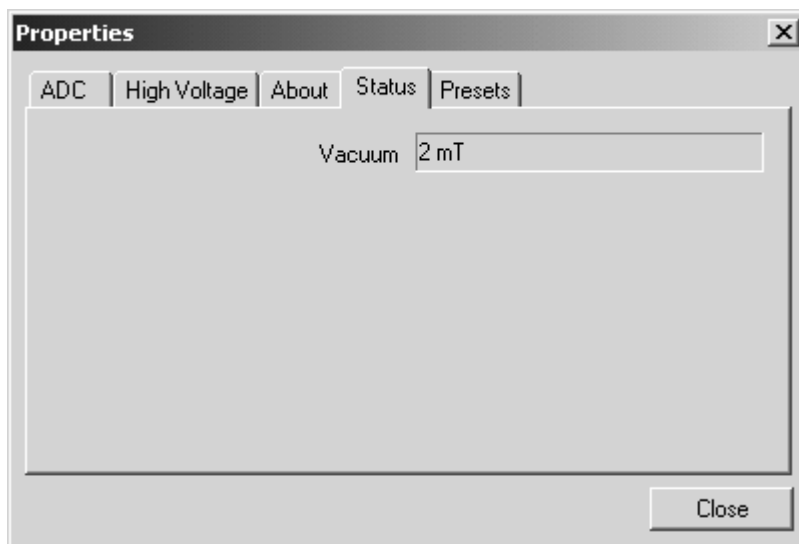 Properties
ADC High Voltage About Status Presets
Vacuum 2 mT
Close